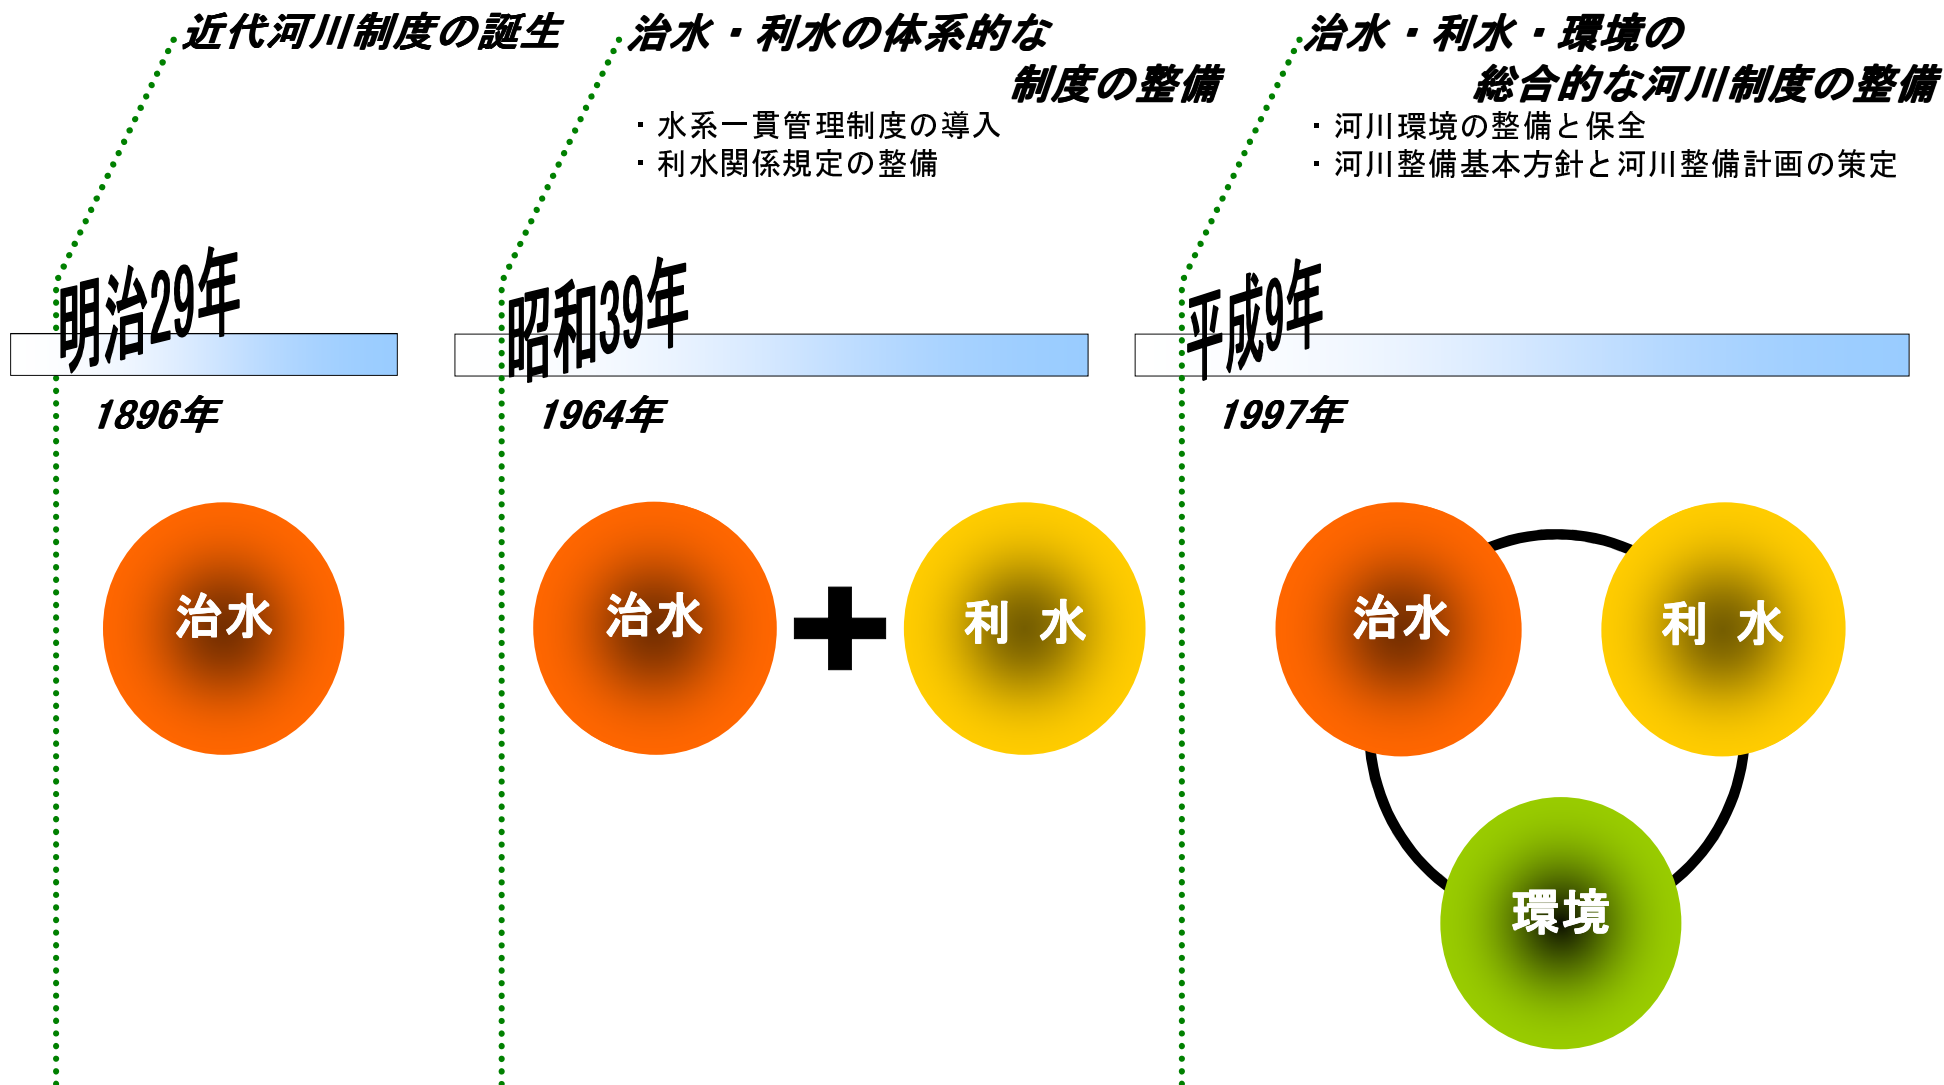 近代河川制度の誕生
明治29年
1896年
治水
治水・利水の体系的な
制度の整備
・水系一貫管理制度の導入
・利水関係規定の整備
昭和39年
1964年
治水
利 水
治水・利水・環境の
総合的な河川制度の整備
・河川環境の整備と保全
・河川整備基本方針と河川整備計画の策定
平成9年
1997年
治水
利 水
環境